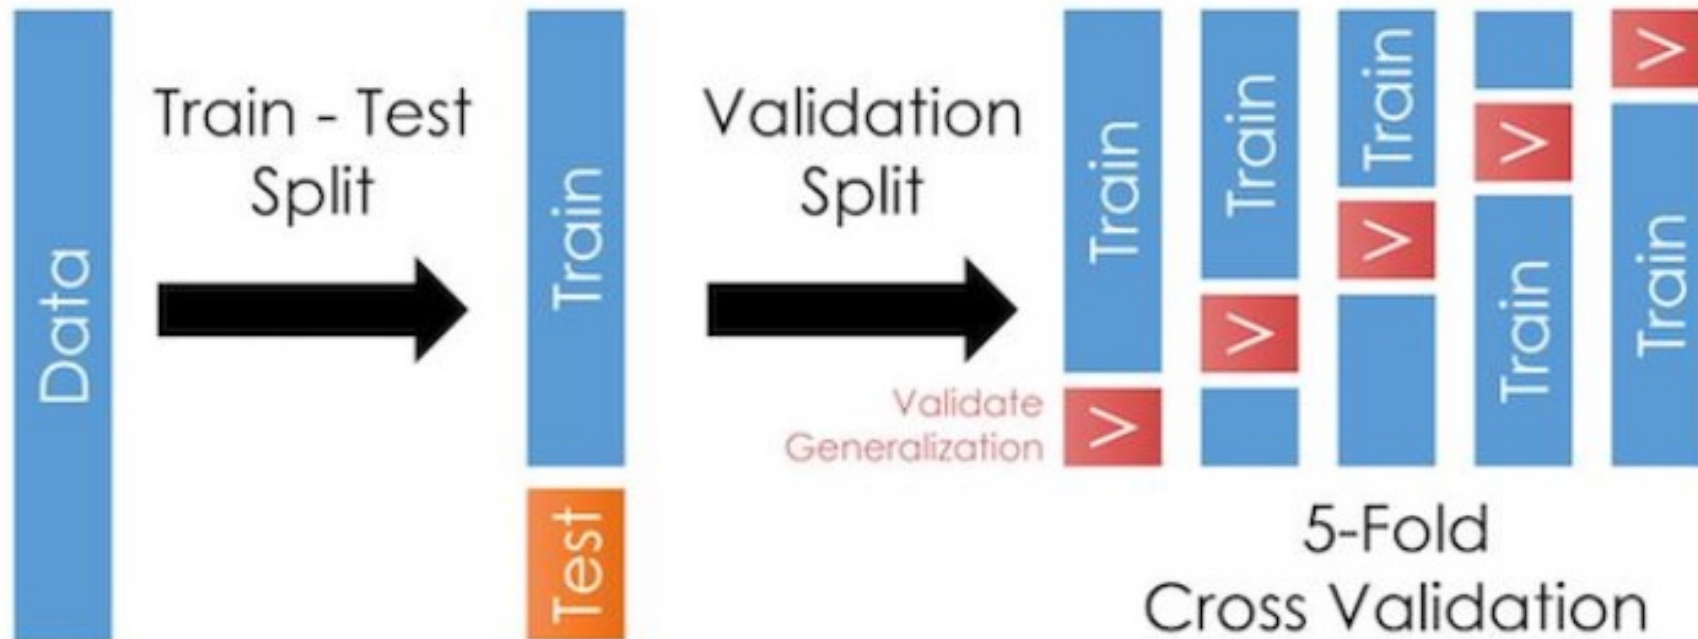 Data
Train - Test
Split
Train
Test
Validation
Split
Validate
Generalization
Train
V
Train
V
Train
V
V
Train
V
Train
5-Fold
Cross Validation